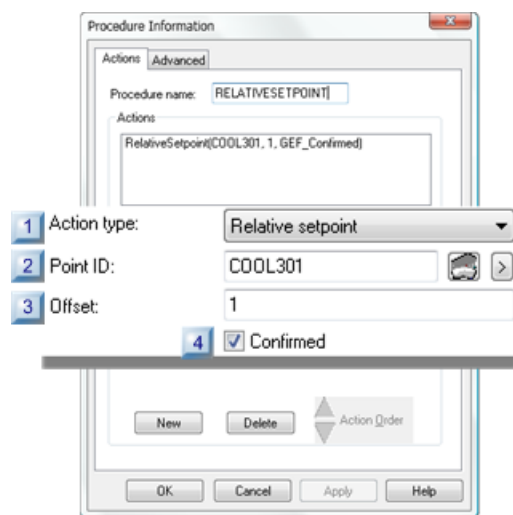 Procedure Information
Actions Advanced
Procedure name: RELATIVESETPOINT
Actions
RelativeSetpoint(COOL301, 1, GEF_Confirmed)
1 Action type: Relative setpoint
2 Point ID: COOL301 >
3 Offset: 1
4 Confirmed
New Delete Action Order
OK Cancel Apply Help